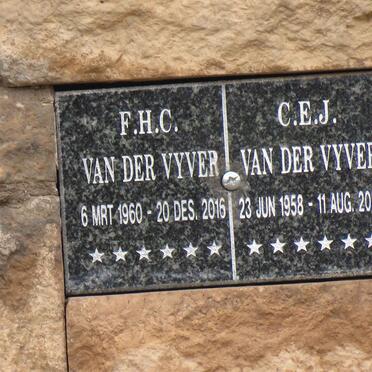 F.H.C.
VAN DER VYVER
6 MRT 1960 - 20 DES. 2016
C.E.J.
VAN DER VYVER
23 JUN 1958 - 11 AUG.